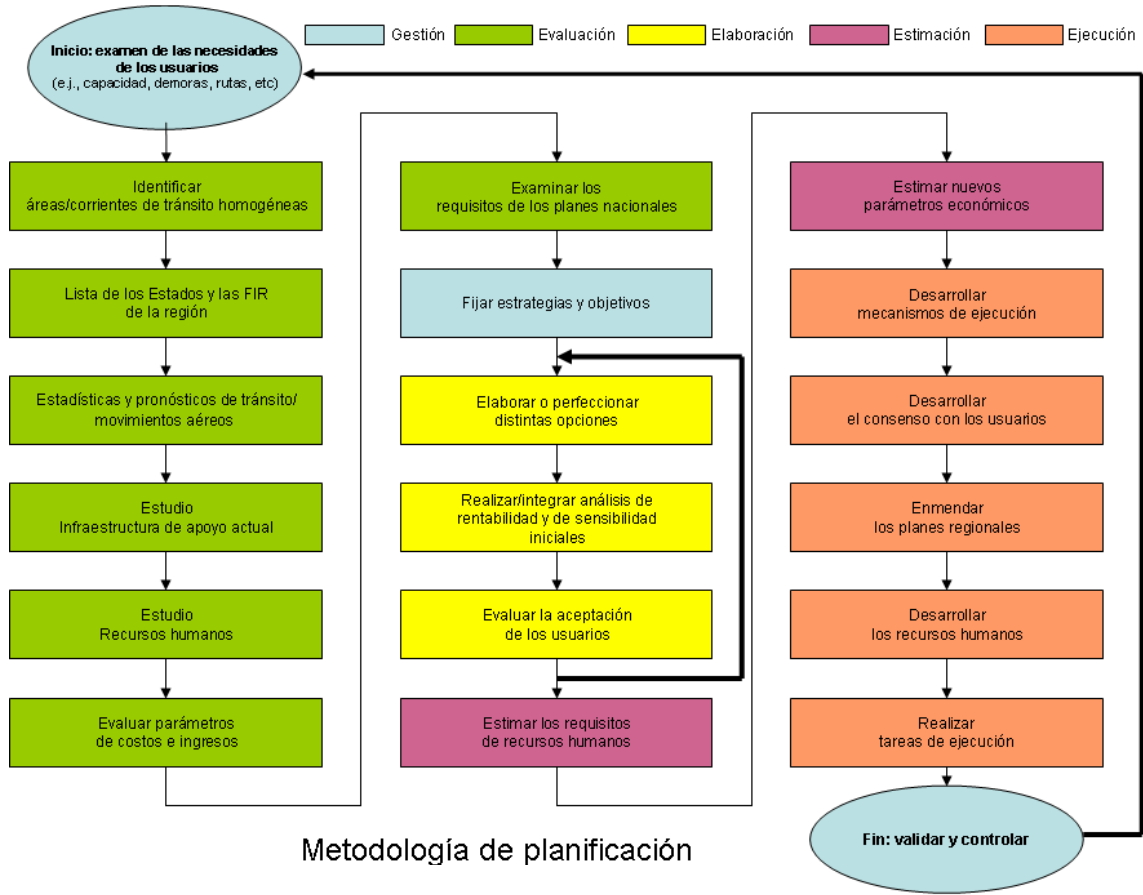 Inicio: examen de las necesidades
de los usuarios
(e.j., capacidad, demoras, rutas, etc)
Gestión
Evaluación
Elaboración
Estimación
Ejecución
Identificar
áreas/corrientes de tránsito homogéneas
Lista de los Estados y las FIR
de la región
Estadísticas y pronósticos de tránsito/
movimientos aéreos
Estudio
Infraestructura de apoyo actual
Estudio
Recursos humanos
Evaluar parámetros
de costos e ingresos
Examinar los
requisitos de los planes nacionales
Fijar estrategias y objetivos
Elaborar o perfeccionar
distintas opciones
Realizar/integrar análisis de
rentabilidad y de sensibilidad
iniciales
Evaluar la aceptación
de los usuarios
Estimar los requisitos
de recursos humanos
Estimar nuevos
parámetros económicos
Desarrollar
mecanismos de ejecución
Desarrollar
el consenso con los usuarios
Enmendar
los planes regionales
Desarrollar
los recursos humanos
Realizar
tareas de ejecución
Fin: validar y controlar
Metodología de planificación